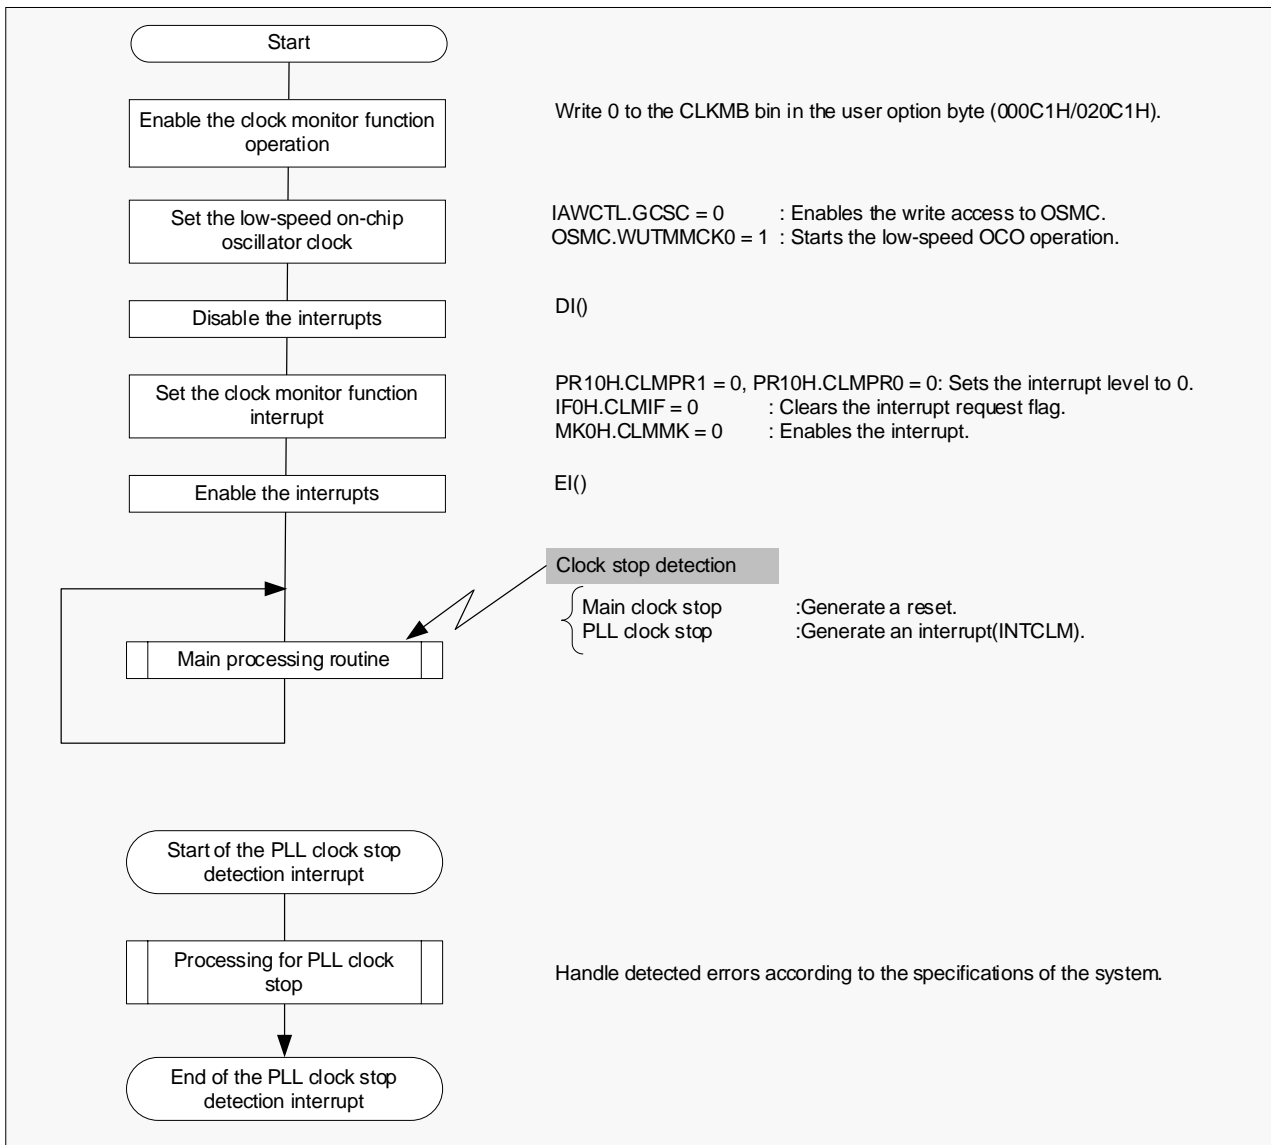 Start
Enable the clock monitor function
operation
Write 0 to the CLKMB bin in the user option byte (000C1H/020C1H).
Set the low-speed on-chip
oscillator clock
IAWCTL.GCSC = 0 : Enables the write access to OSMC.
OSMC.WUTMMCK0 = 1 : Starts the low-speed OCO operation.
Disable the interrupts
DI()
Set the clock monitor function
interrupt
PR10H.CLMPR1 = 0, PR10H.CLMPR0 = 0: Sets the interrupt level to 0.
IF0H.CLMIF = 0 : Clears the interrupt request flag.
MK0H.CLMMK = 0 : Enables the interrupt.
Enable the interrupts
EI()
Clock stop detection
Main clock stop :Generate a reset.
PLL clock stop :Generate an interrupt(INTCLM).
Main processing routine
Start of the PLL clock stop
detection interrupt
Processing for PLL clock
stop
Handle detected errors according to the specifications of the system.
End of the PLL clock stop
detection interrupt